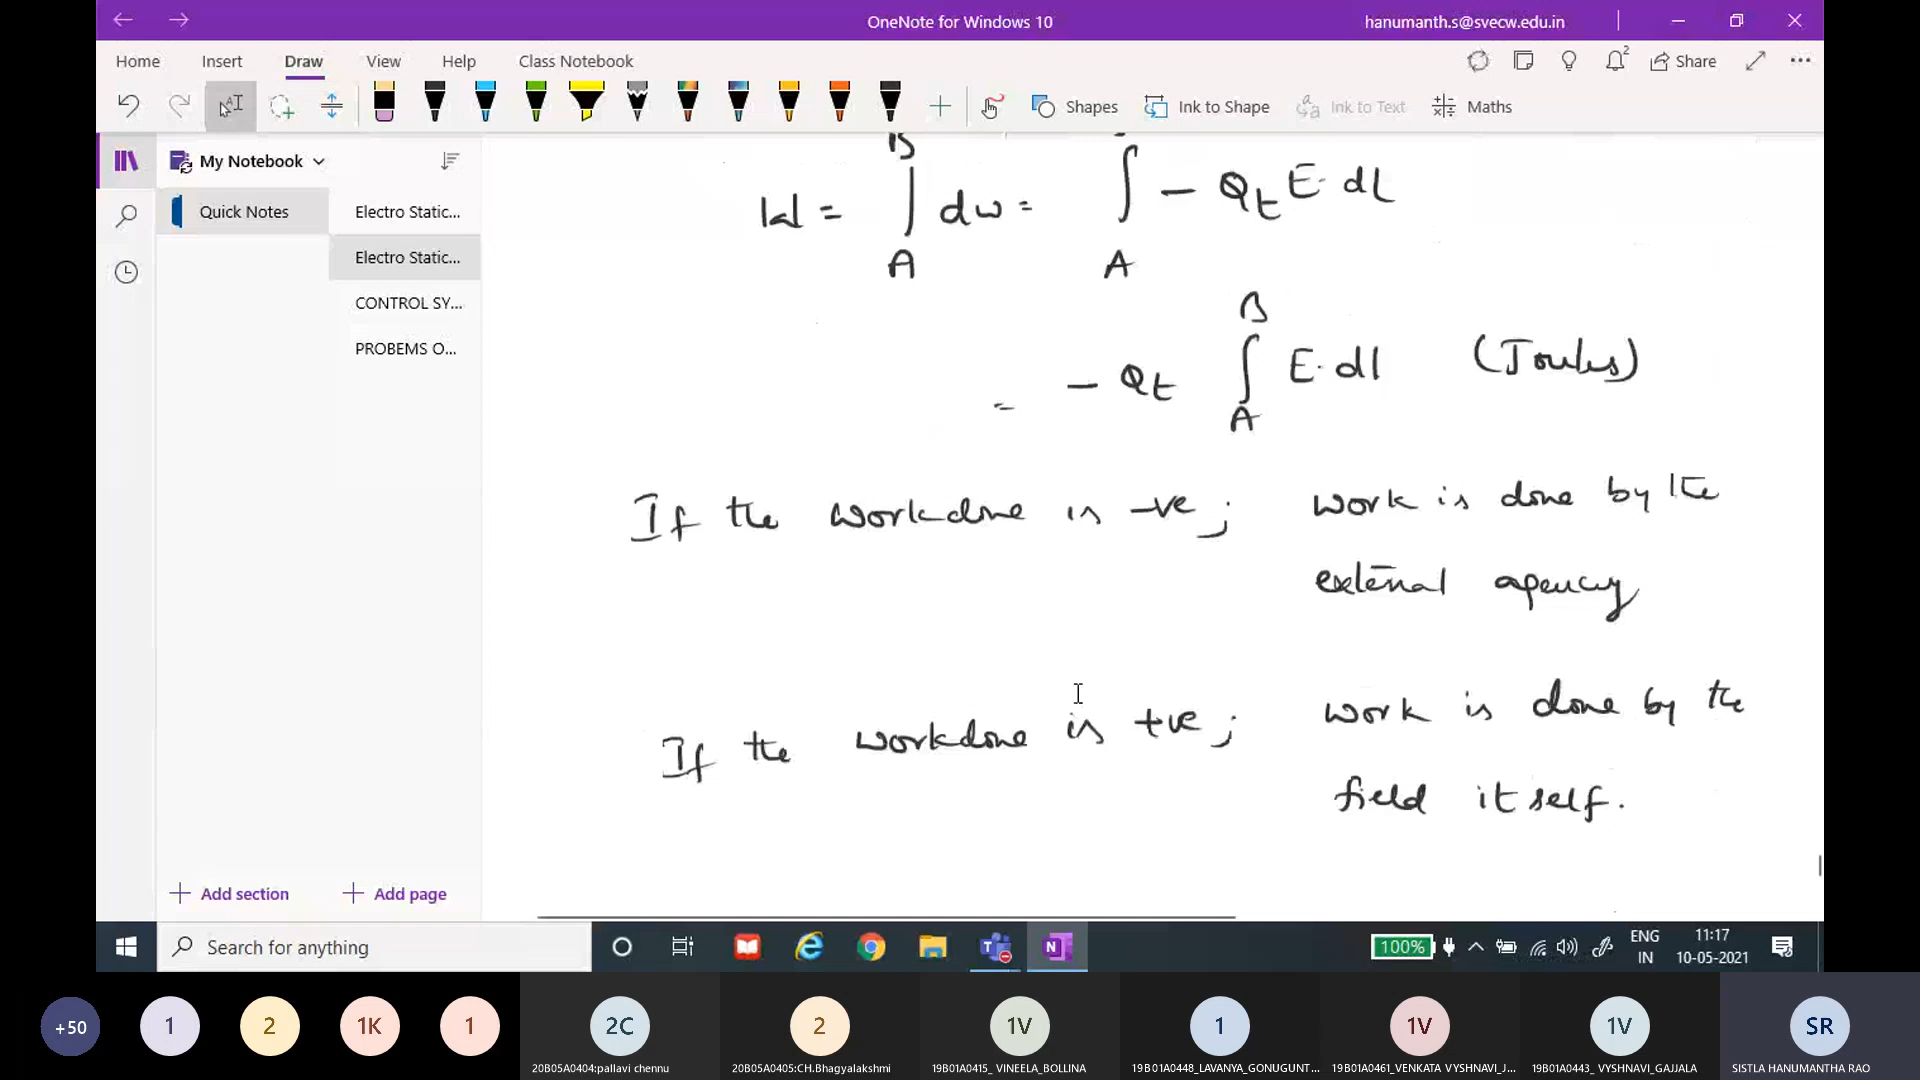 OneNote for Windows 10
hanumanth.s@svecw.edu.in
Home Insert Draw View Help Class Notebook
2
Share
Shapes Ink to Shape Ink to Text Maths
My Notebook
Quick Notes
Electro Static...
Electro Static...
CONTROL SY...
PROBEMS O...
B
W = ∫ dw = ∫ - Qt E· dL
A A
B
= - Qt ∫ E· dl (Joules)
A
If the workdone is -ve ; work is done by the
external agency
If the workdone is +ve ; work is done by the
field itself.
Add section Add page
Search for anything
100%
ENG
IN
11:17
10-05-2021
+50 1 2 1K 1 2C 2 1V 1 1V 1V SR
20B05A0404:pallavi chennu
20B05A0405:CH.Bhagyalakshmi
19B01A0415_ VINEELA_BOLLINA
19B01A0448_LAVANYA_GONUGUNT...
19B01A0461_VENKATA VYSHNAVI_J...
19B01A0443_ VYSHNAVI_GAJJALA
SISTLA HANUMANTHA RAO